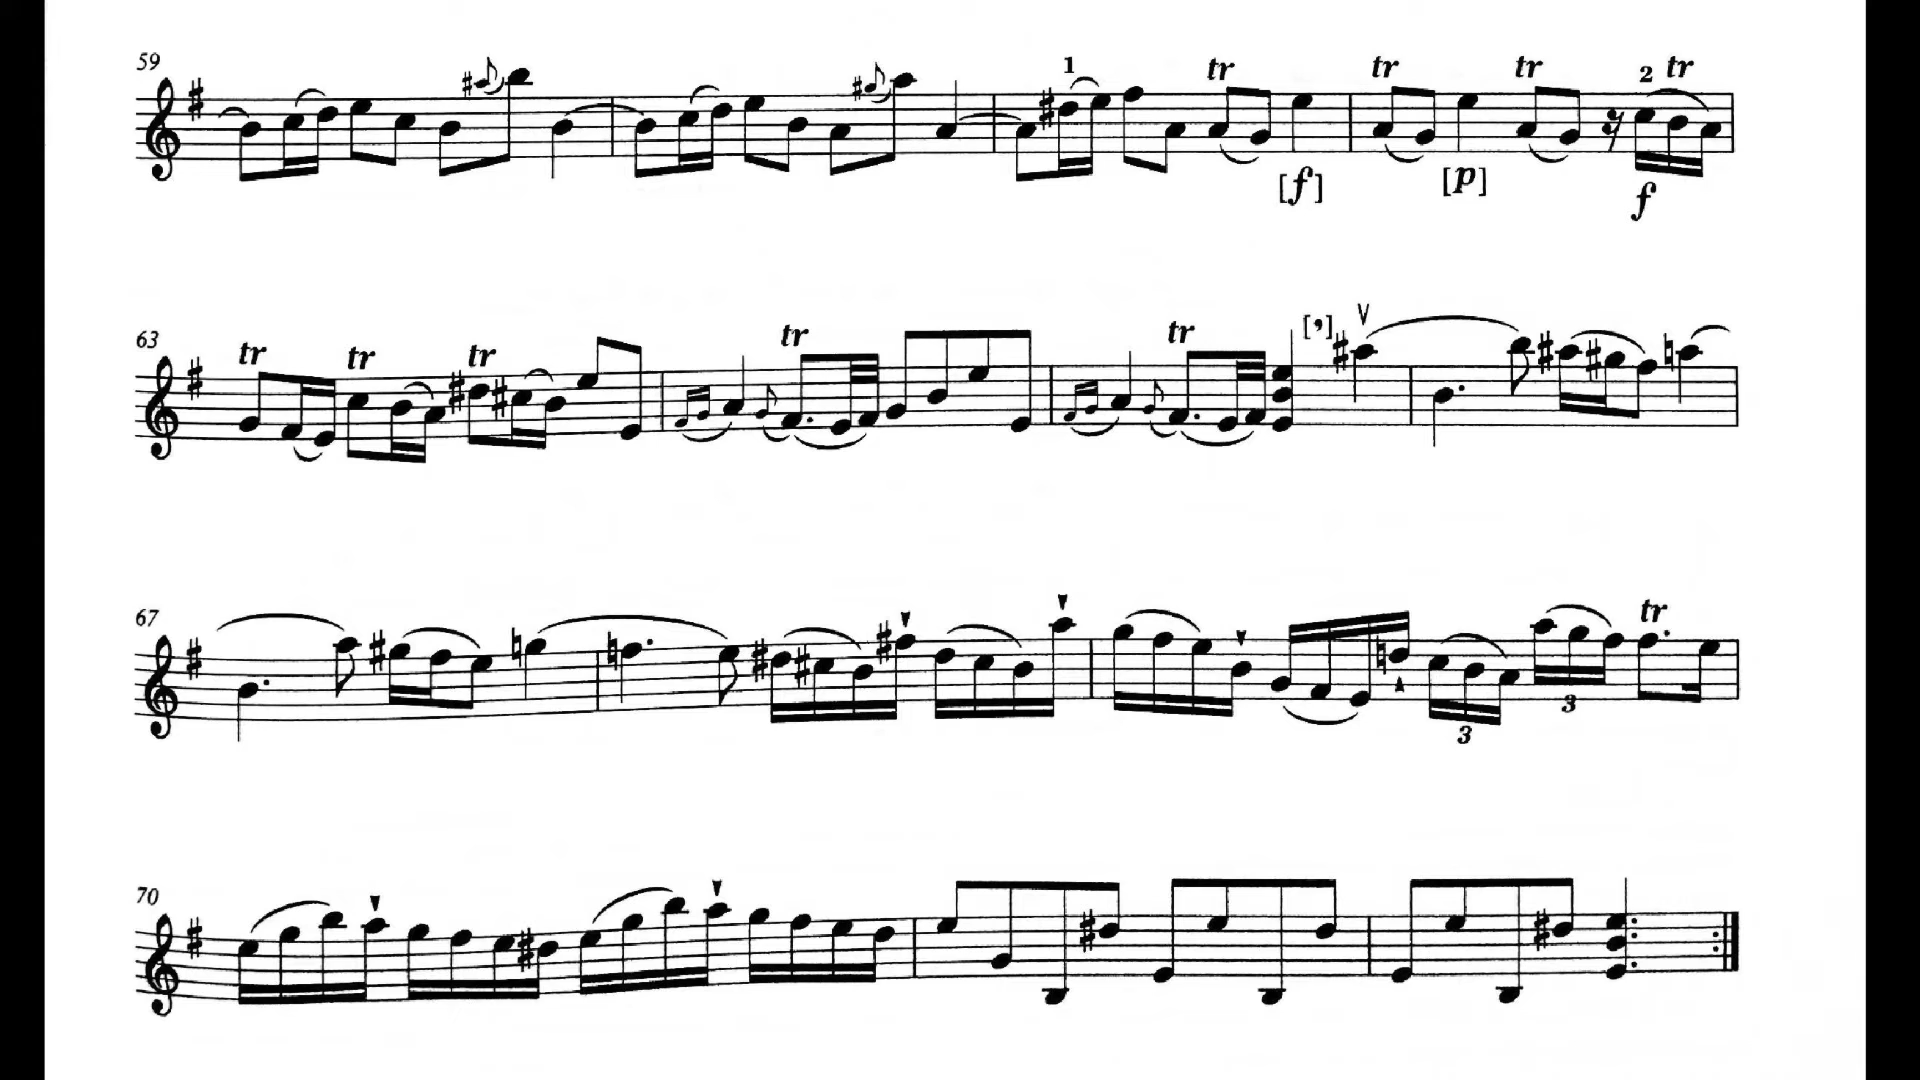 59
1 tr tr tr 2 tr
[f] [p] f
63
tr tr tr tr tr [,]
67
tr
3 3
70